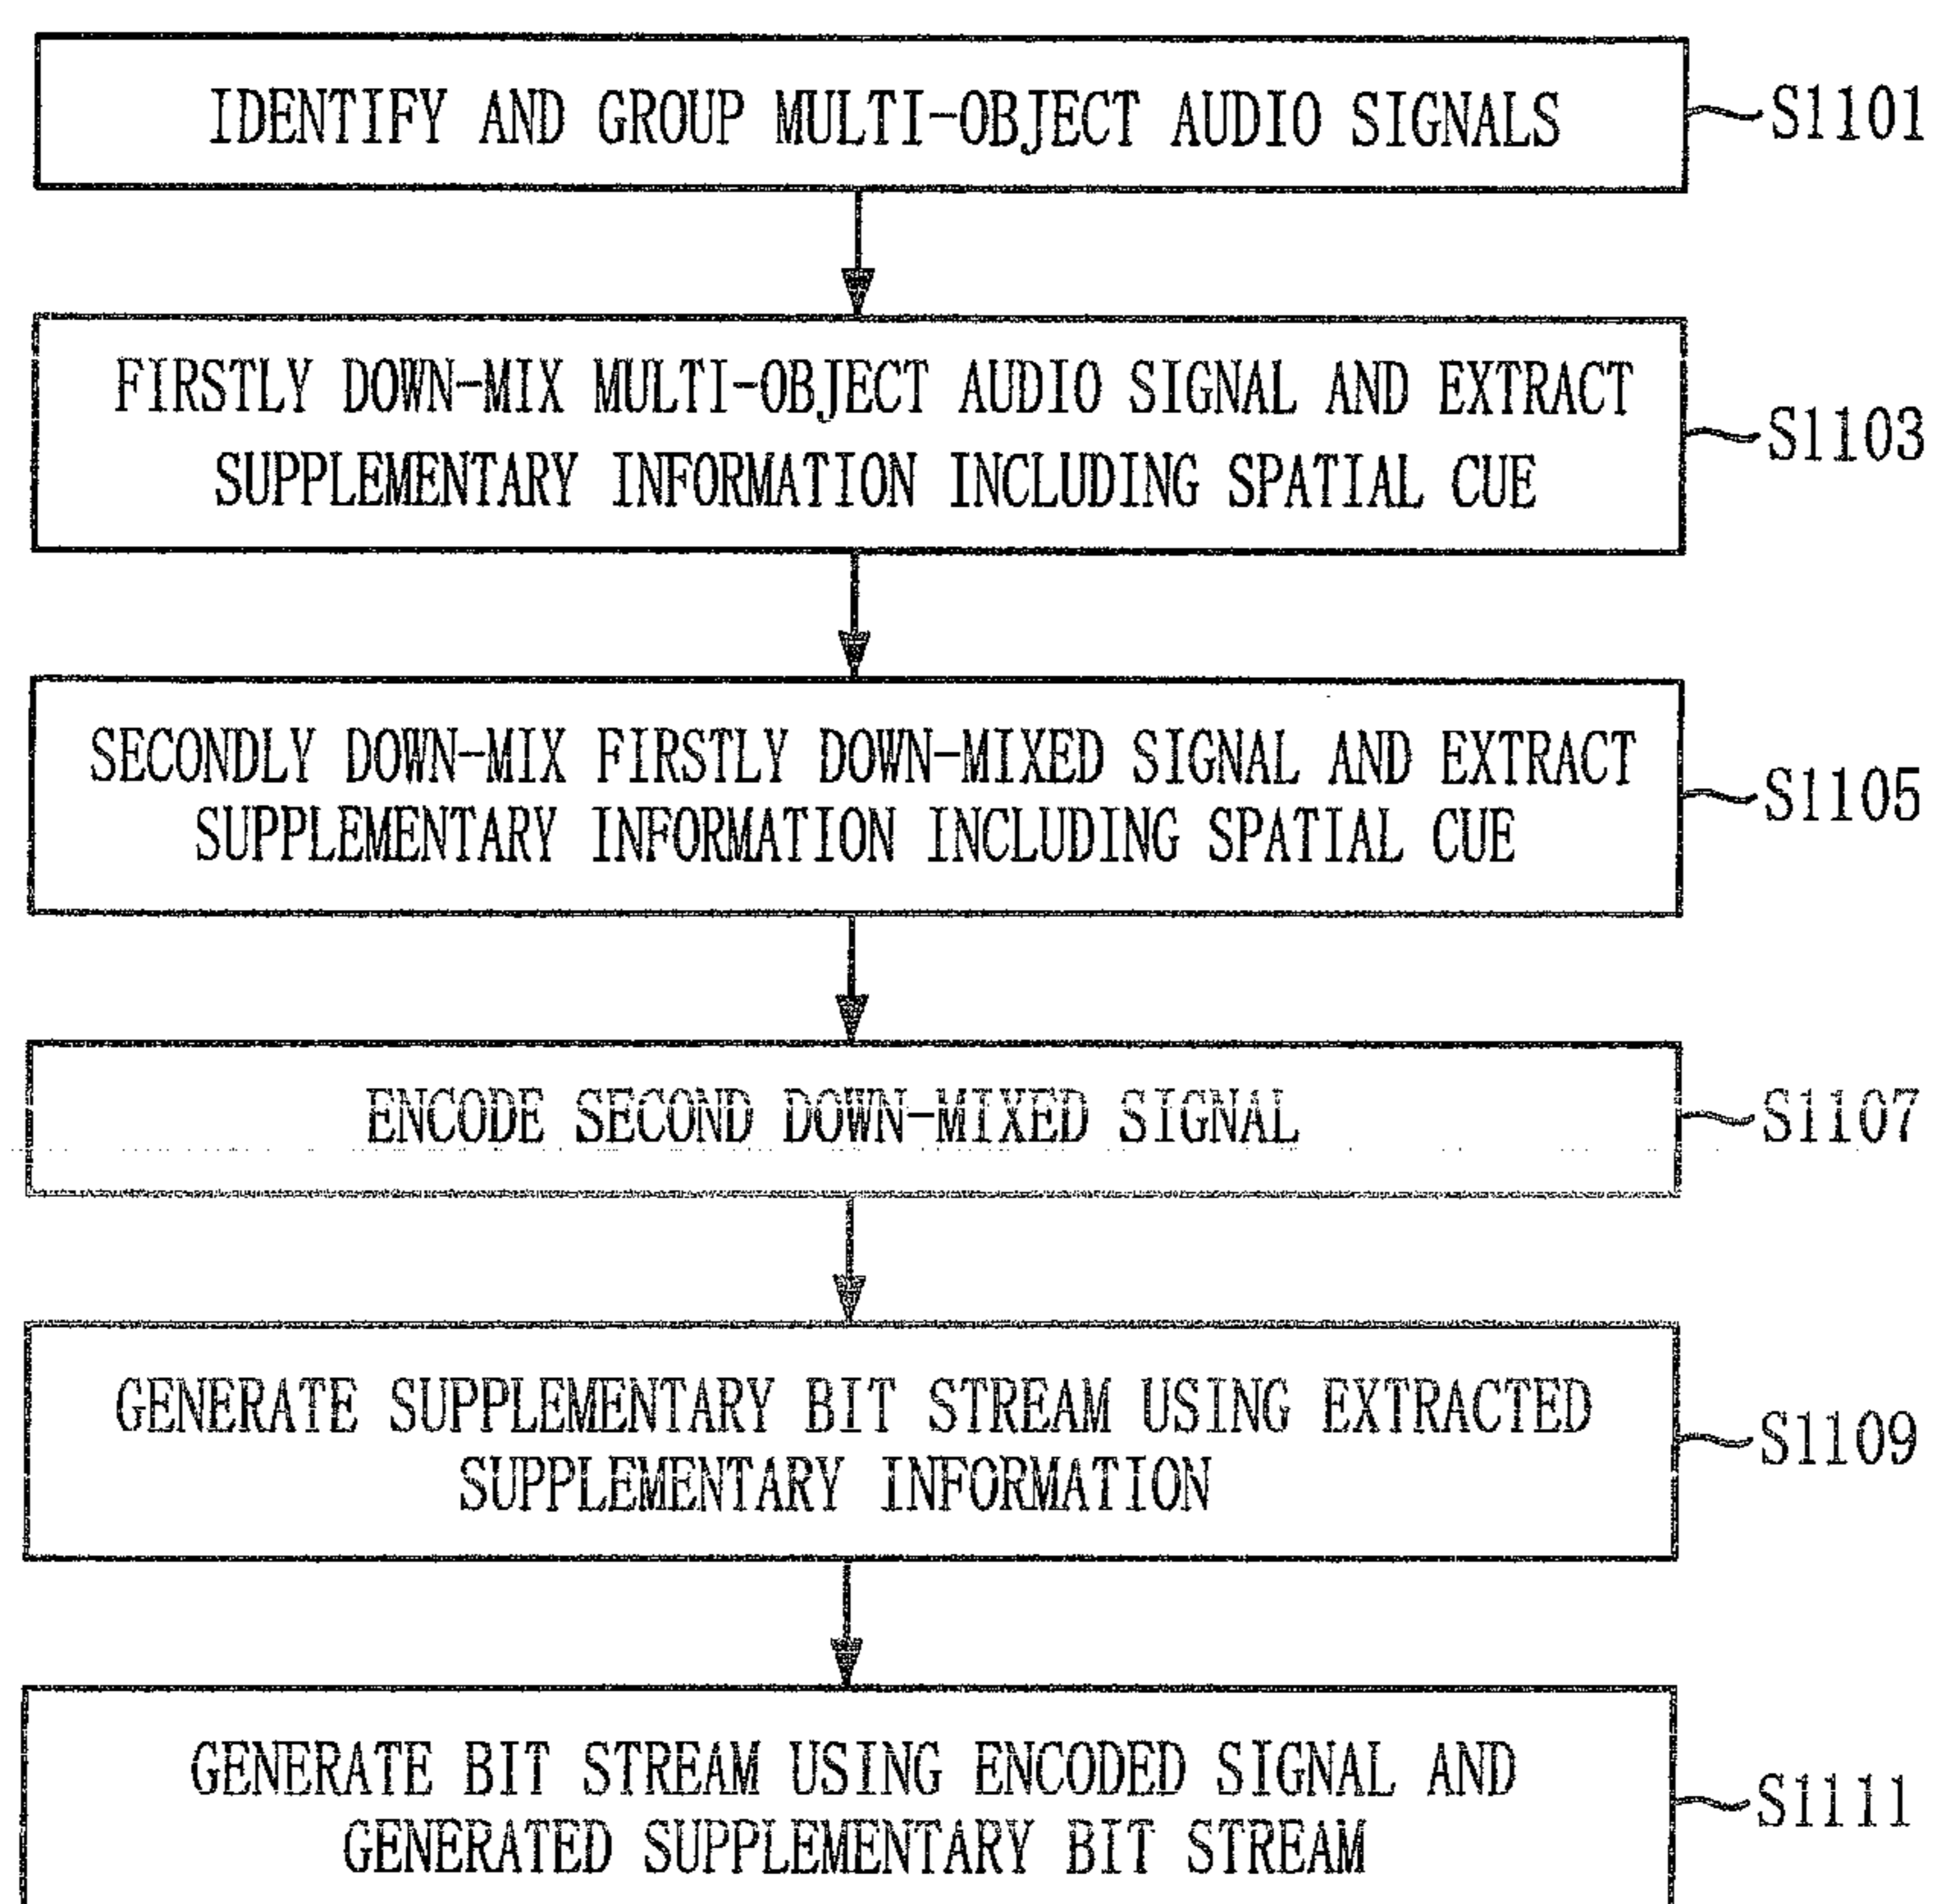 IDENTIFY AND GROUP MULTI-OBJECT AUDIO SIGNALS
S1101
FIRSTLY DOWN-MIX MULTI-OBJECT AUDIO SIGNAL AND EXTRACT
SUPPLEMENTARY INFORMATION INCLUDING SPATIAL CUE
S1103
SECONDLY DOWN-MIX FIRSTLY DOWN-MIXED SIGNAL AND EXTRACT
SUPPLEMENTARY INFORMATION INCLUDING SPATIAL CUE
S1105
ENCODE SECOND DOWN-MIXED SIGNAL
S1107
GENERATE SUPPLEMENTARY BIT STREAM USING EXTRACTED
SUPPLEMENTARY INFORMATION
S1109
GENERATE BIT STREAM USING ENCODED SIGNAL AND
GENERATED SUPPLEMENTARY BIT STREAM
S1111